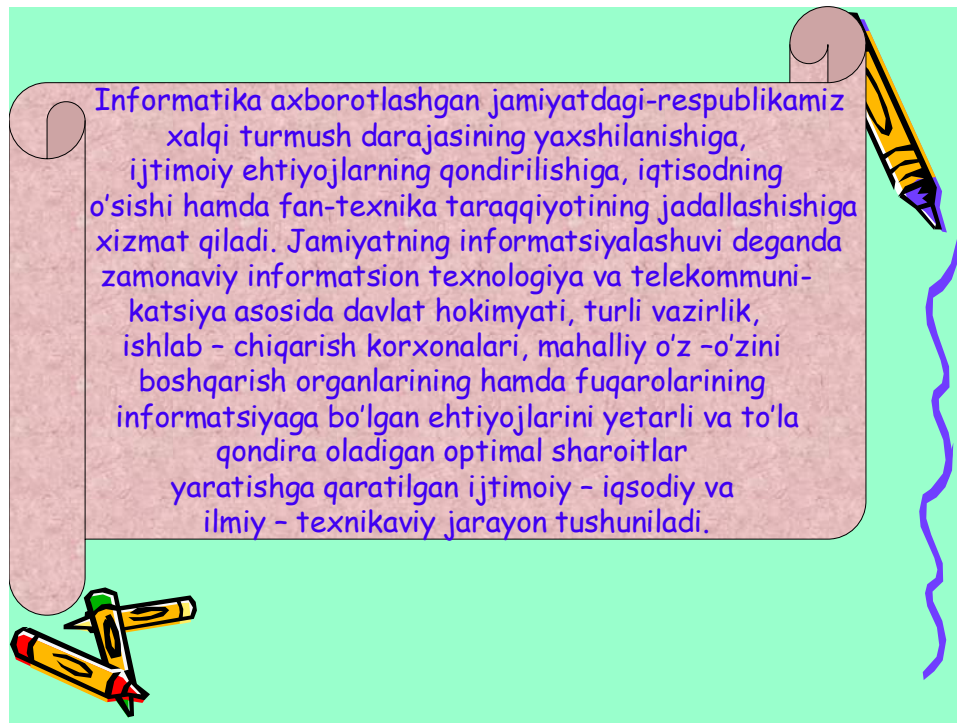 Informatika axborotlashgan jamiyatdagi-respublikamiz
xalqi turmush darajasining yaxshilanishiga,
ijtimoiy ehtiyojlarning qondirilishiga, iqtisodning
o’sishi hamda fan-texnika taraqqiyotining jadallashishiga
xizmat qiladi. Jamiyatning informatsiyalashuvi deganda
zamonaviy informatsion texnologiya va telekommuni-
katsiya asosida davlat hokimyati, turli vazirlik,
ishlab – chiqarish korxonalari, mahalliy o’z –o’zini
boshqarish organlarining hamda fuqarolarining
informatsiyaga bo’lgan ehtiyojlarini yetarli va to’la
qondira oladigan optimal sharoitlar
yaratishga qaratilgan ijtimoiy – iqsodiy va
ilmiy – texnikaviy jarayon tushuniladi.